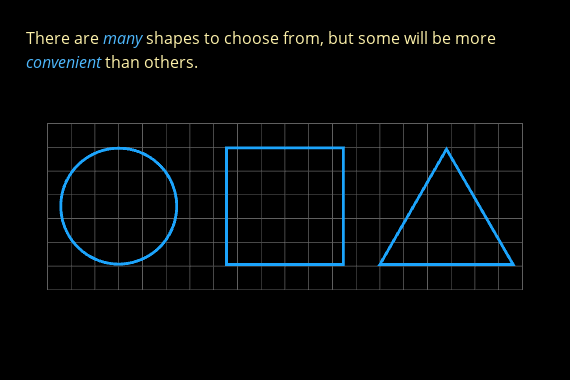 There are many shapes to choose from, but some will be more
convenient than others.